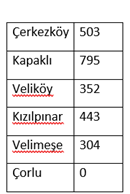 Çerkezköy 503
Kapaklı 795
Veliköy 352
Kızılpınar 443
Velimeşe 304
Çorlu 0